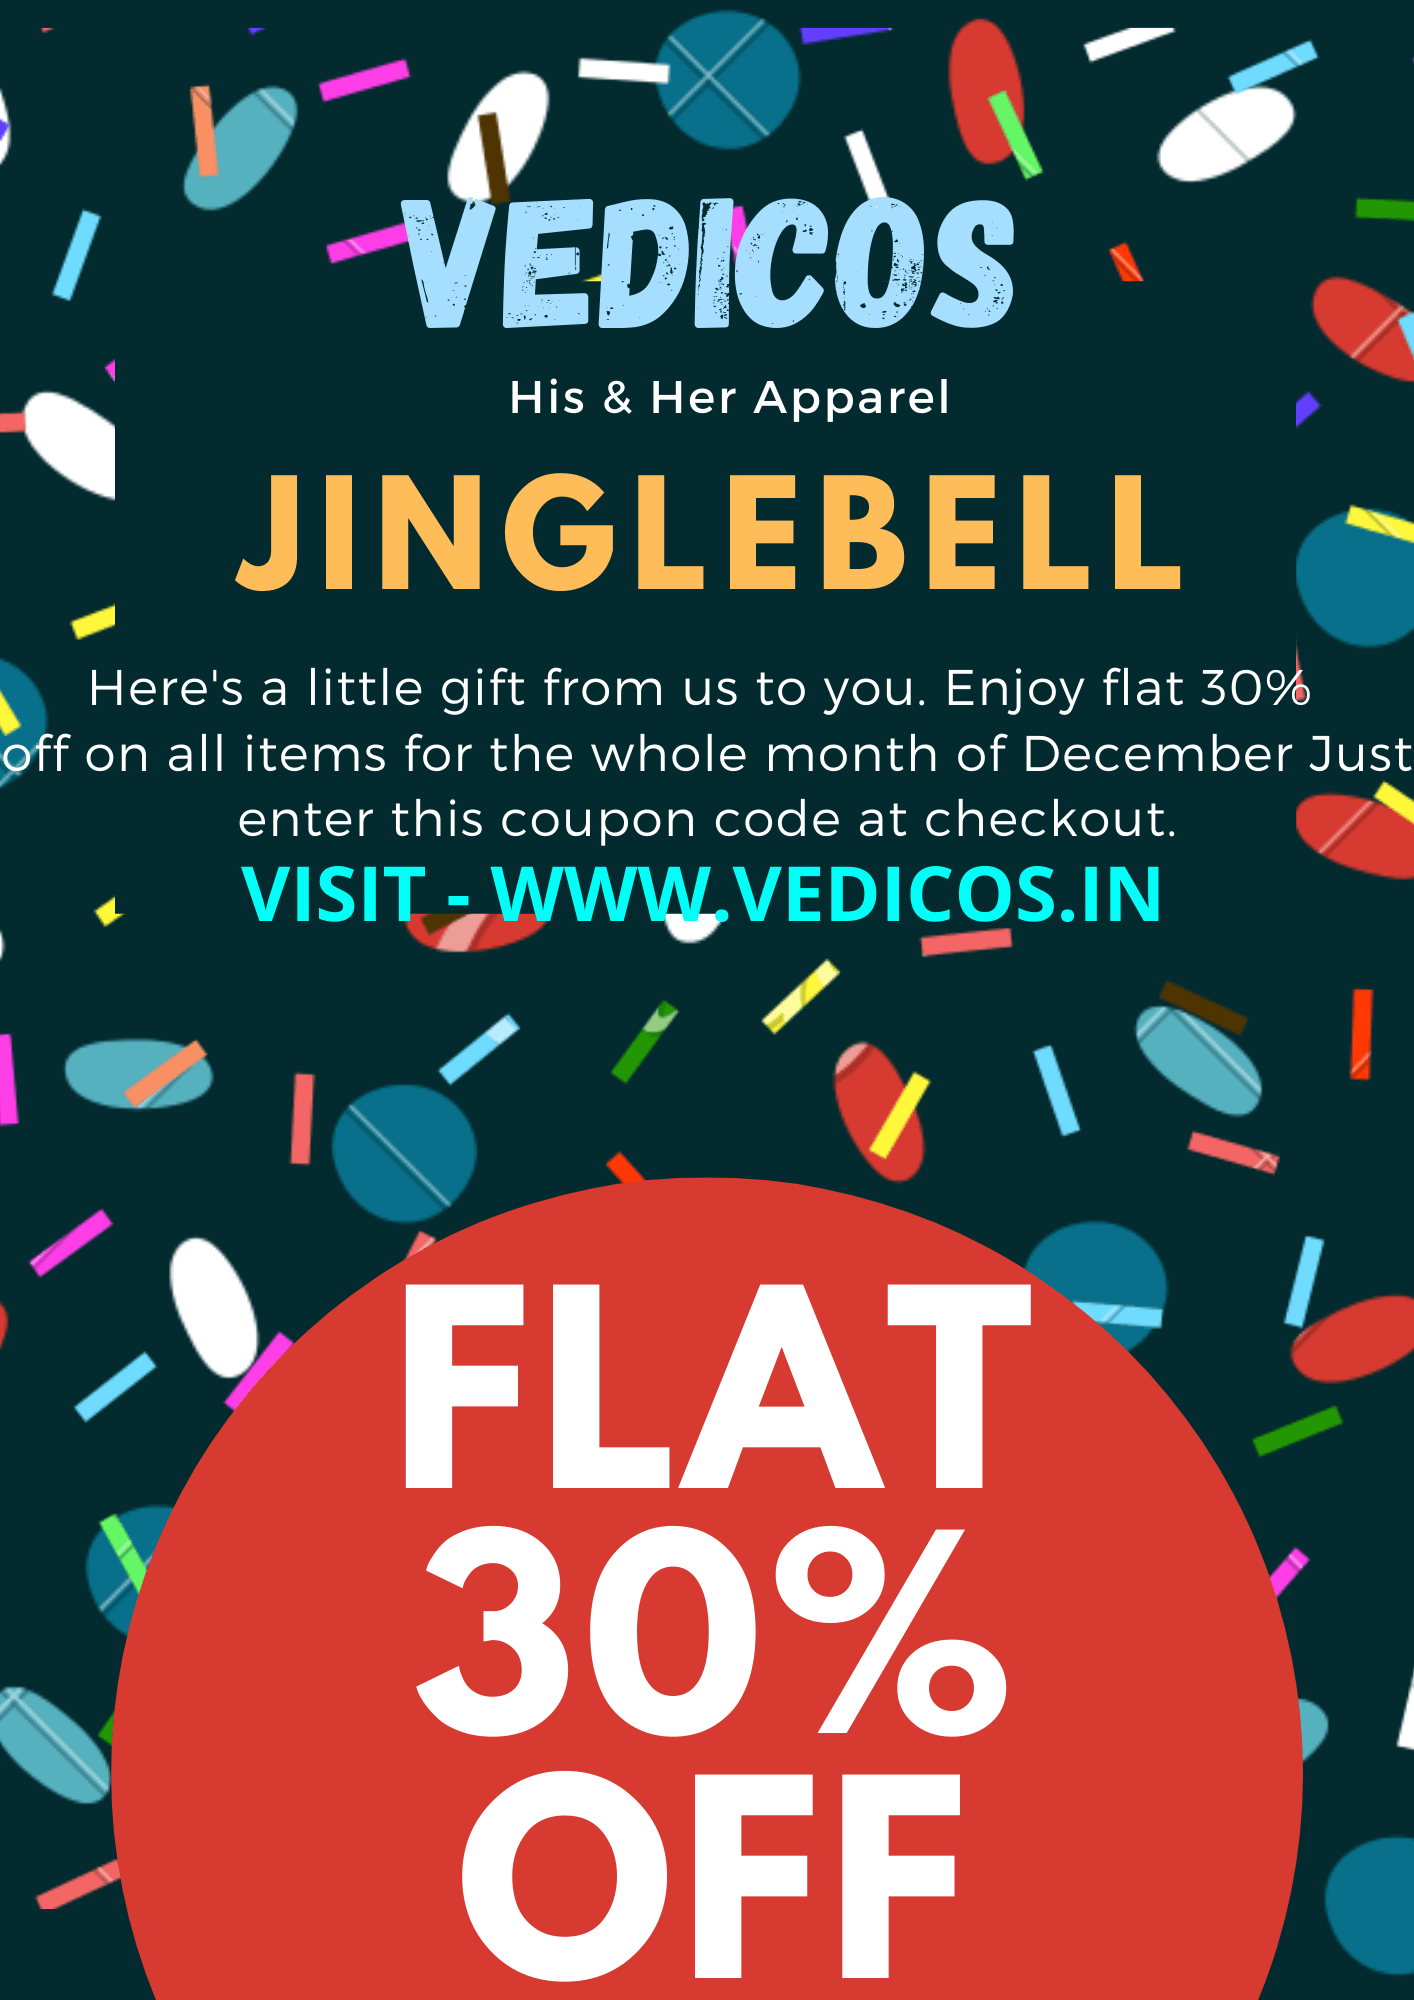 VEDICOS
His & Her Apparel
JINGLEBELL
Here's a little gift from us to you. Enjoy flat 30%
off on all items for the whole month of December Just
enter this coupon code at checkout.
VISIT - WWW.VEDICOS.IN
FLAT
30%
OFF